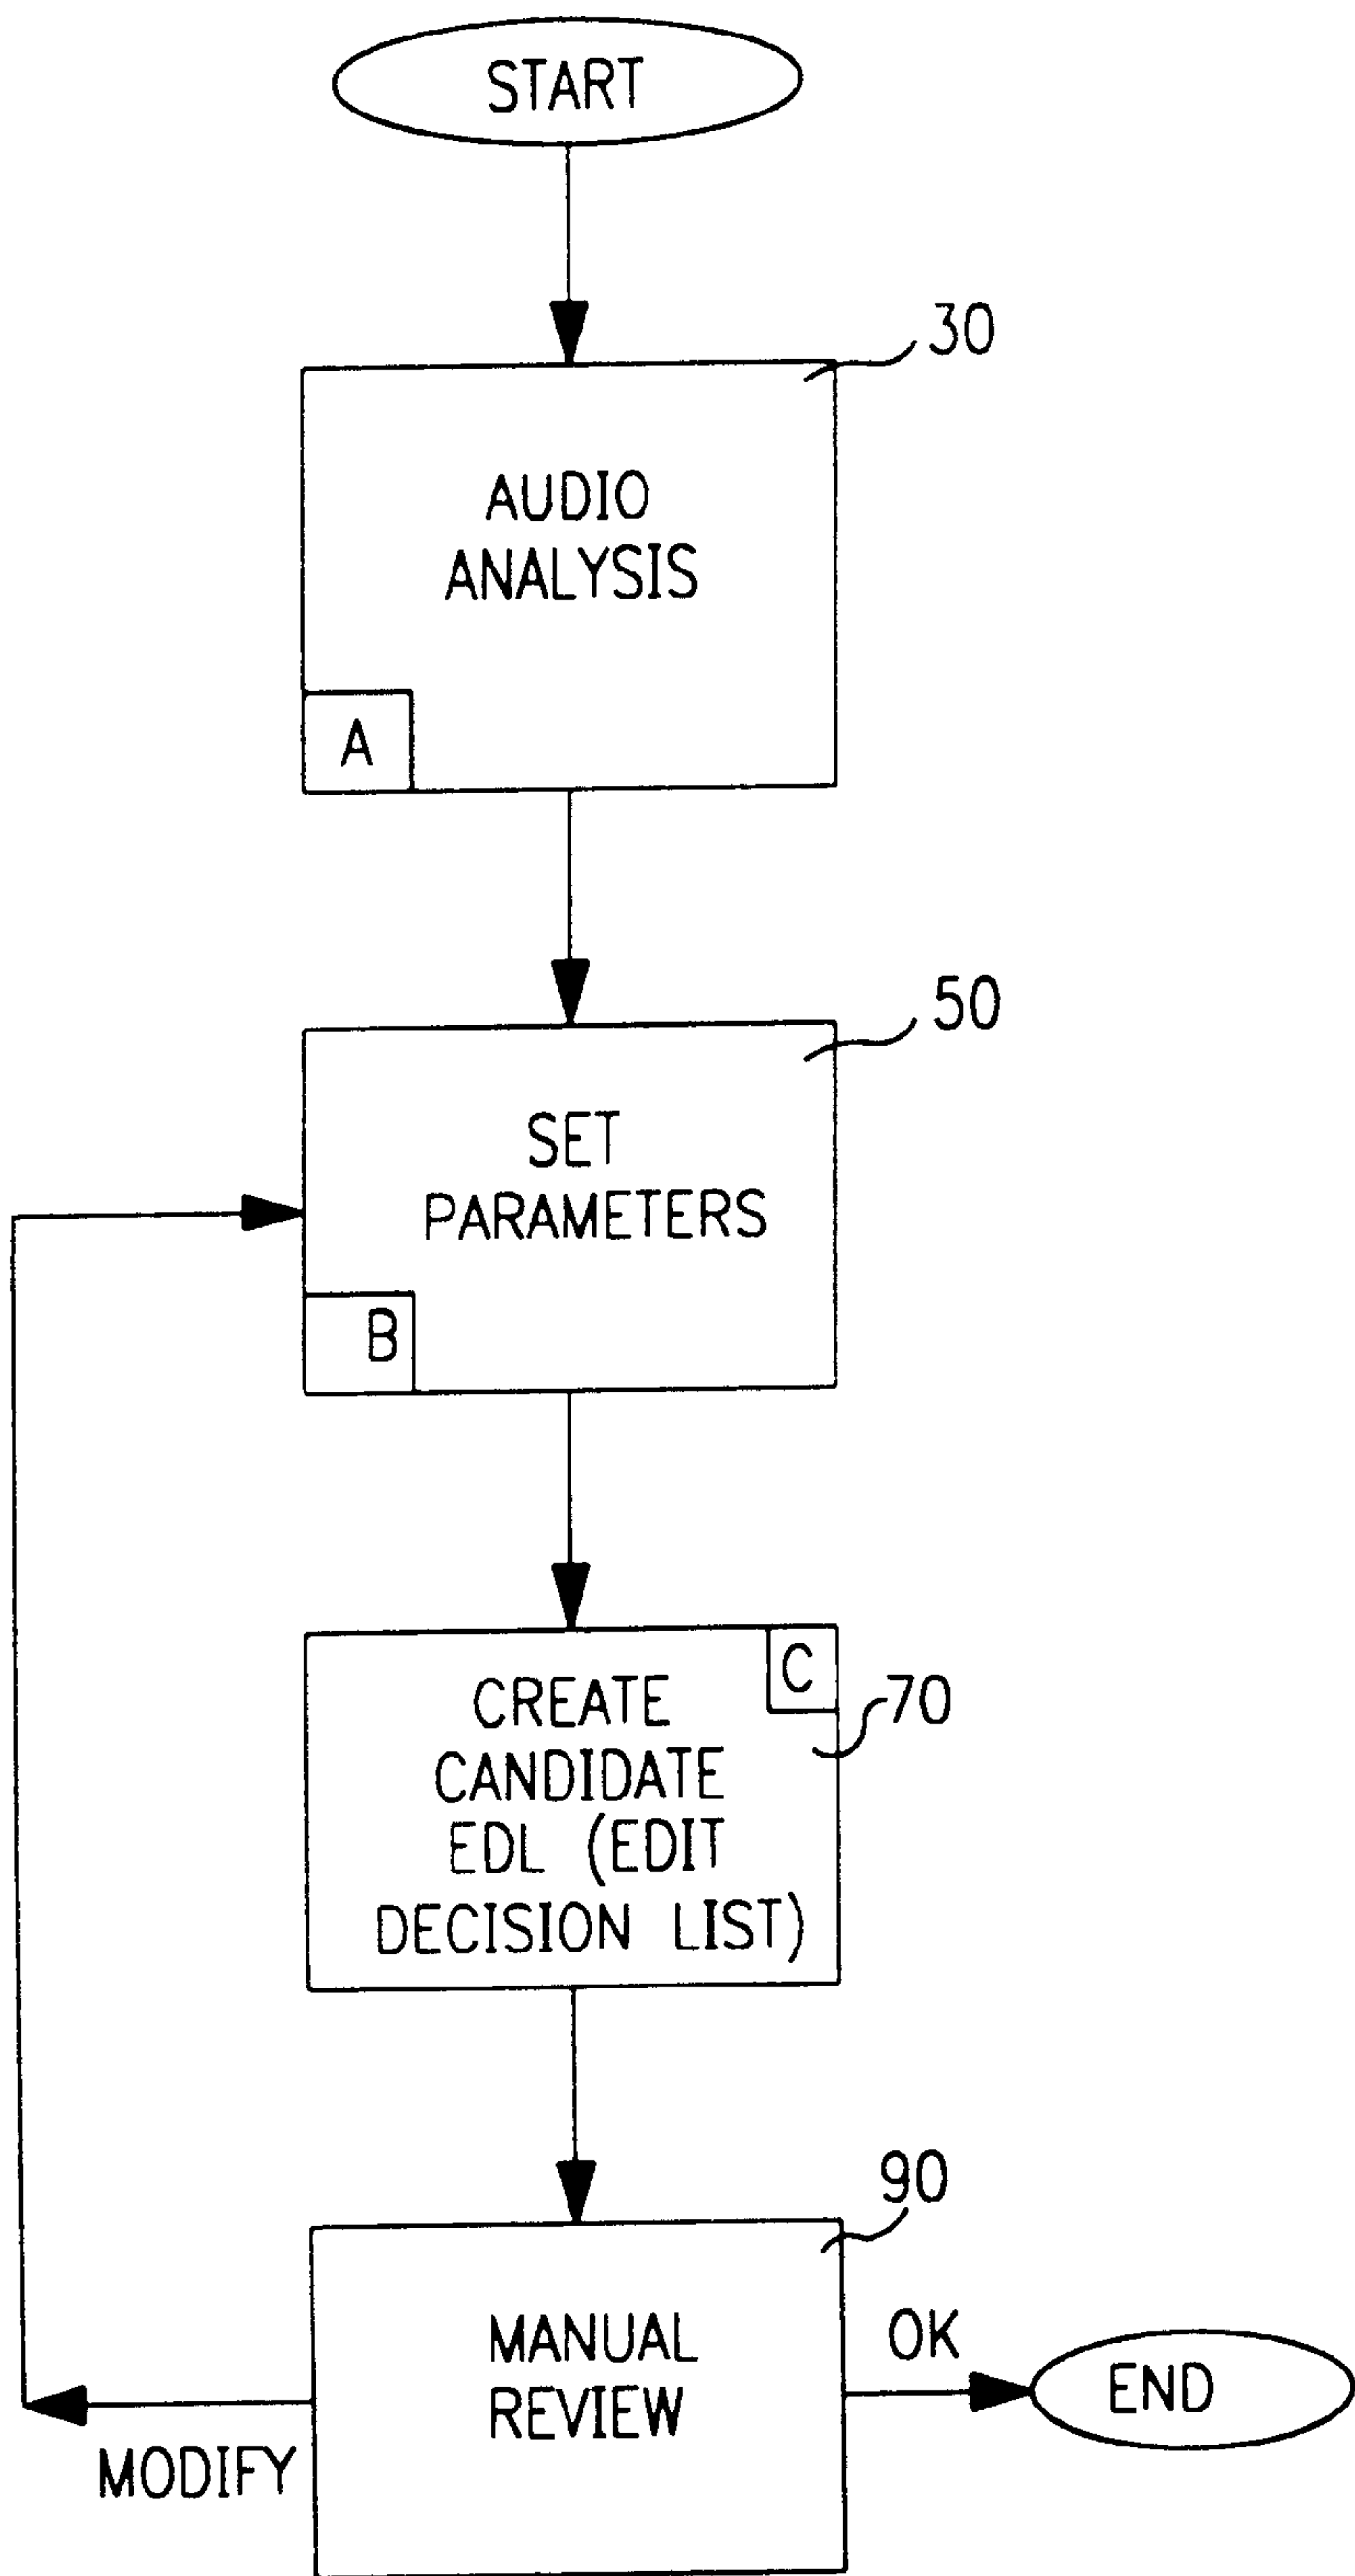 START
30
AUDIO
ANALYSIS
A
50
SET
PARAMETERS
B
C
CREATE
70
CANDIDATE
EDL (EDIT
DECISION LIST)
90
MANUAL
REVIEW
OK
END
MODIFY